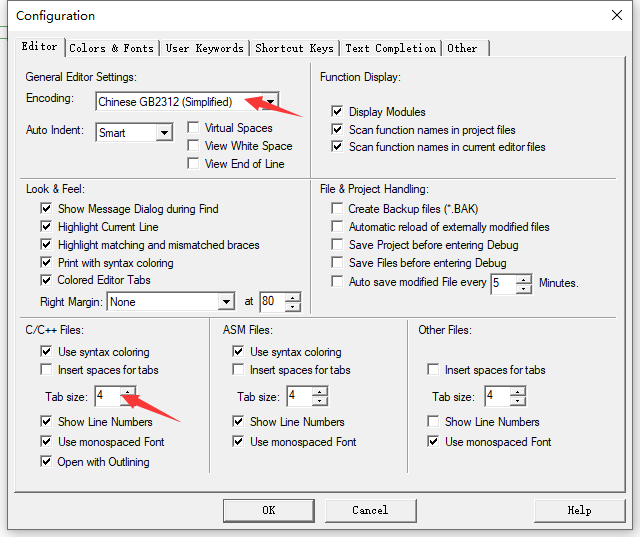 Configuration
Editor Colors & Fonts User Keywords Shortcut Keys Text Completion Other
General Editor Settings:
Encoding: Chinese GB2312 (Simplified)
Auto Indent: Smart
Virtual Spaces
View White Space
View End of Line
Function Display:
Display Modules
Scan function names in project files
Scan function names in current editor files
Look & Feel:
Show Message Dialog during Find
Highlight Current Line
Highlight matching and mismatched braces
Print with syntax coloring
Colored Editor Tabs
Right Margin: None at 80
File & Project Handling:
Create Backup files (*.BAK)
Automatic reload of externally modified files
Save Project before entering Debug
Save Files before entering Debug
Auto save modified File every 5 Minutes.
C/C++ Files:
Use syntax coloring
Insert spaces for tabs
Tab size: 4
Show Line Numbers
Use monospaced Font
Open with Outlining
ASM Files:
Use syntax coloring
Insert spaces for tabs
Tab size: 4
Show Line Numbers
Use monospaced Font
Other Files:
Insert spaces for tabs
Tab size: 4
Show Line Numbers
Use monospaced Font
OK Cancel Help